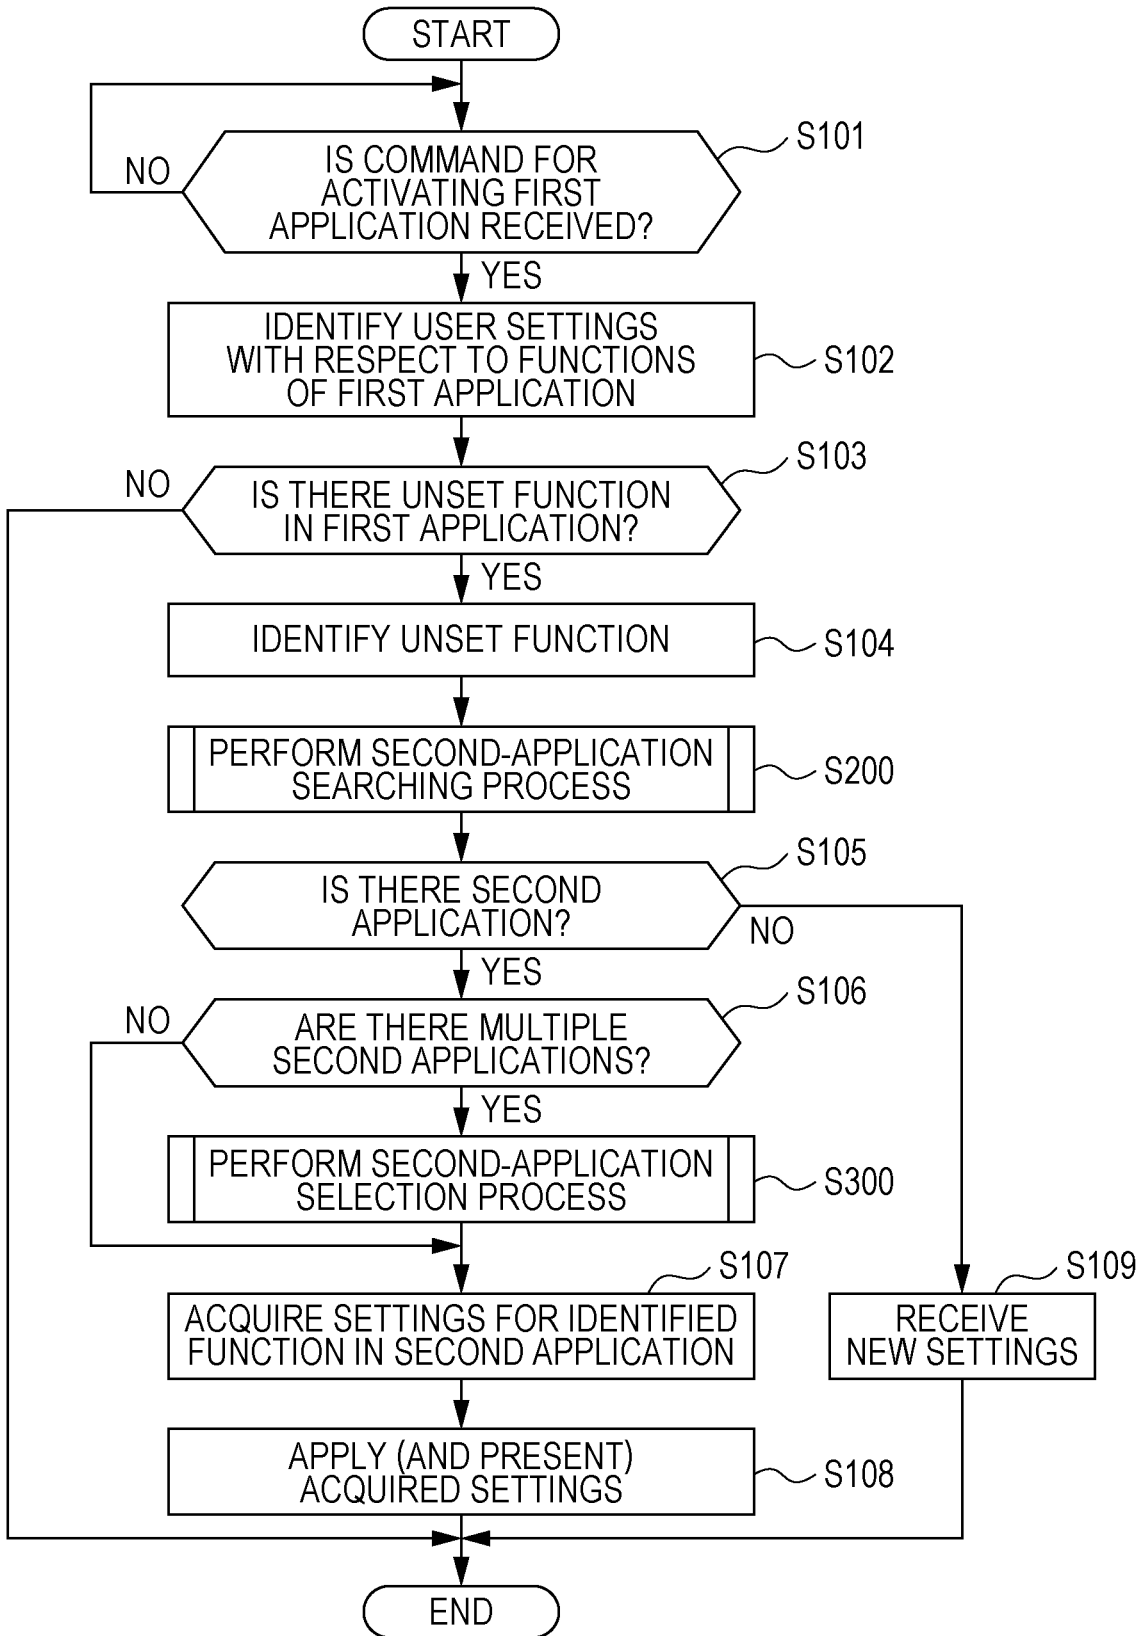 START
S101
IS COMMAND FOR
ACTIVATING FIRST
APPLICATION RECEIVED?
NO
YES
IDENTIFY USER SETTINGS
WITH RESPECT TO FUNCTIONS
OF FIRST APPLICATION
S102
S103
NO
IS THERE UNSET FUNCTION
IN FIRST APPLICATION?
YES
IDENTIFY UNSET FUNCTION
S104
PERFORM SECOND-APPLICATION
SEARCHING PROCESS
S200
S105
IS THERE SECOND
APPLICATION?
NO
YES
S106
NO
ARE THERE MULTIPLE
SECOND APPLICATIONS?
YES
PERFORM SECOND-APPLICATION
SELECTION PROCESS
S300
S107
ACQUIRE SETTINGS FOR IDENTIFIED
FUNCTION IN SECOND APPLICATION
S109
RECEIVE
NEW SETTINGS
APPLY (AND PRESENT)
ACQUIRED SETTINGS
S108
END